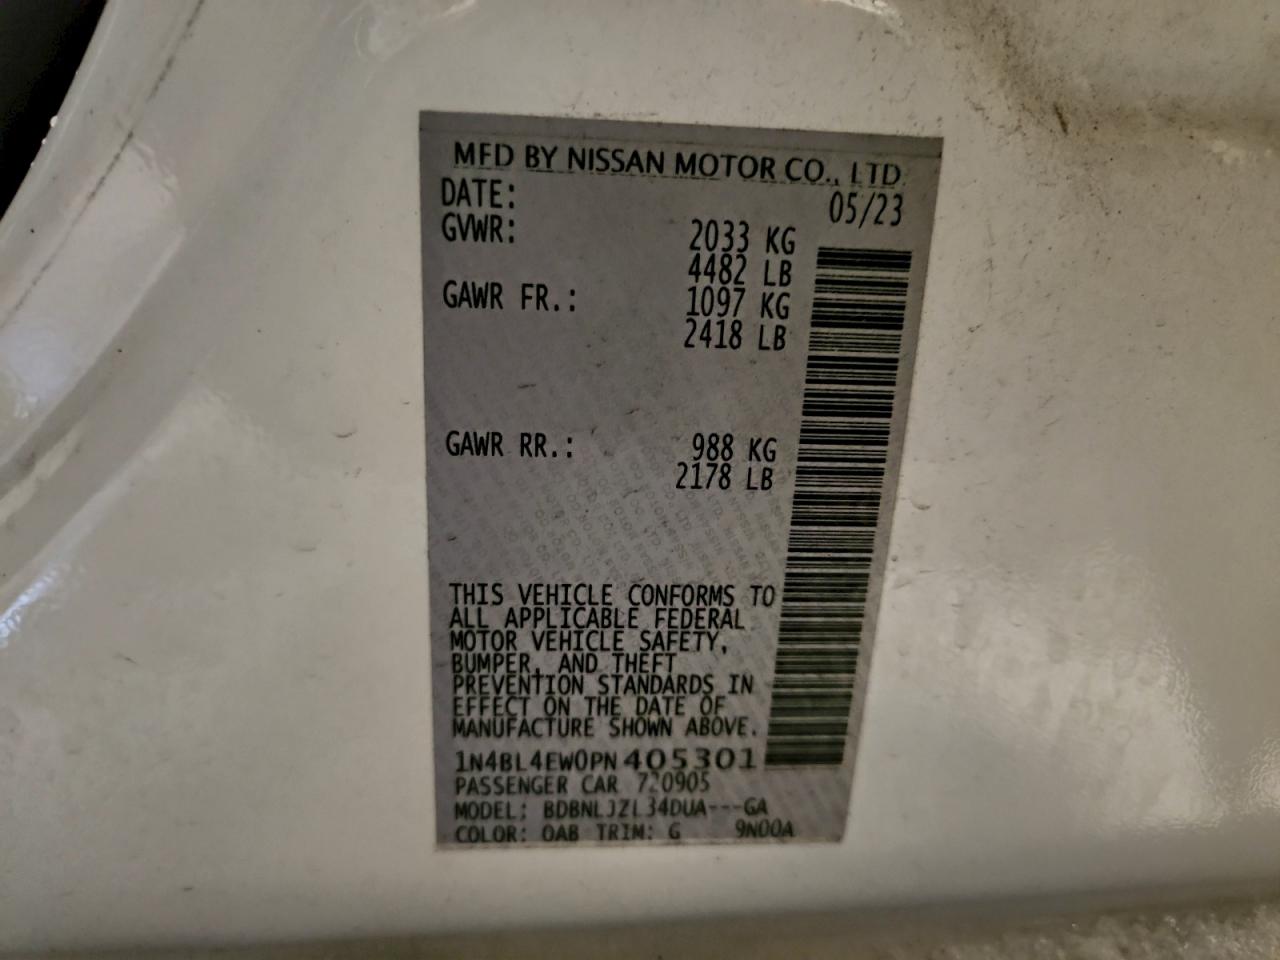 MFD BY NISSAN MOTOR CO., LTD
DATE: 05/23
GVWR: 2033 KG
4482 LB
GAWR FR.: 1097 KG
2418 LB
GAWR RR.: 988 KG
2178 LB
THIS VEHICLE CONFORMS TO
ALL APPLICABLE FEDERAL
MOTOR VEHICLE SAFETY,
BUMPER, AND THEFT
PREVENTION STANDARDS IN
EFFECT ON THE DATE OF
MANUFACTURE SHOWN ABOVE.
1N4BL4EW0PN405301
PASSENGER CAR 720905
MODEL: BDBNLJZL34DUA---GA
COLOR: QAB TRIM: G 9N00A